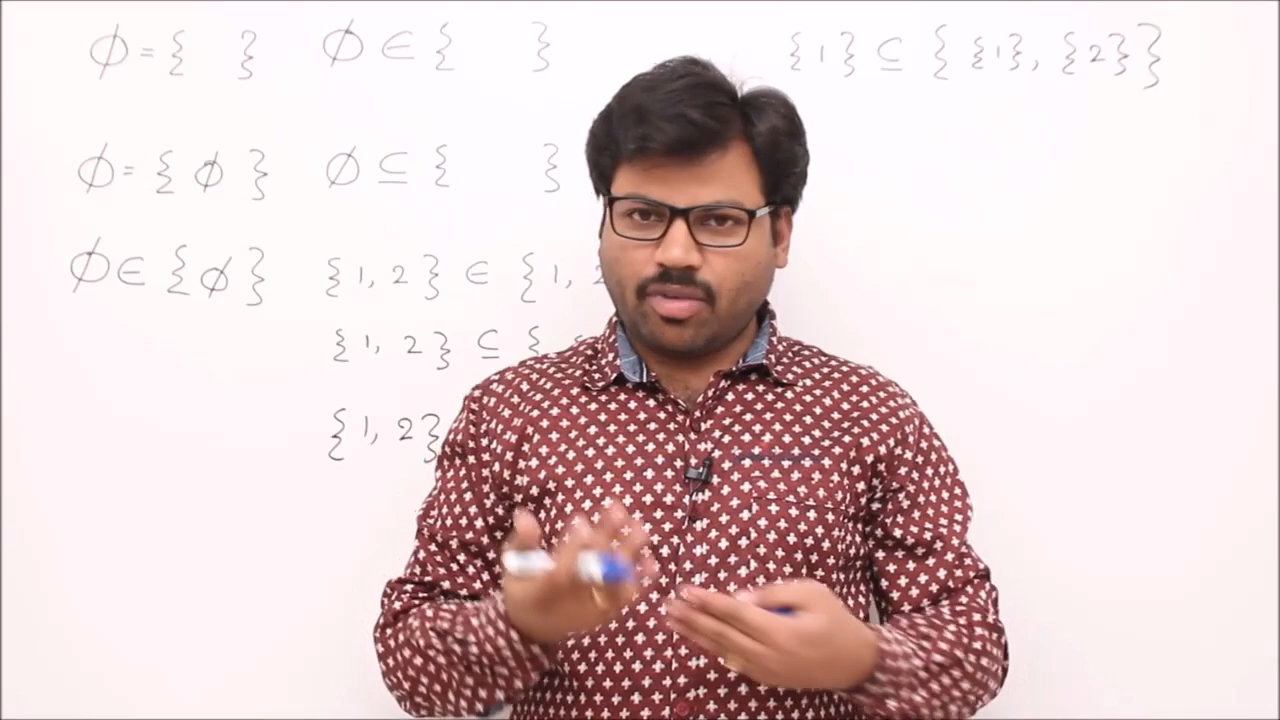 ∅ = { } ∅ ∈ { } {1} ⊆ { {1}, {2} }
∅ = { ∅ } ∅ ⊆ { }
∅ ∈ { ∅ } {1, 2} ∈ { 1,
{1, 2} ⊆ {
{1, 2}